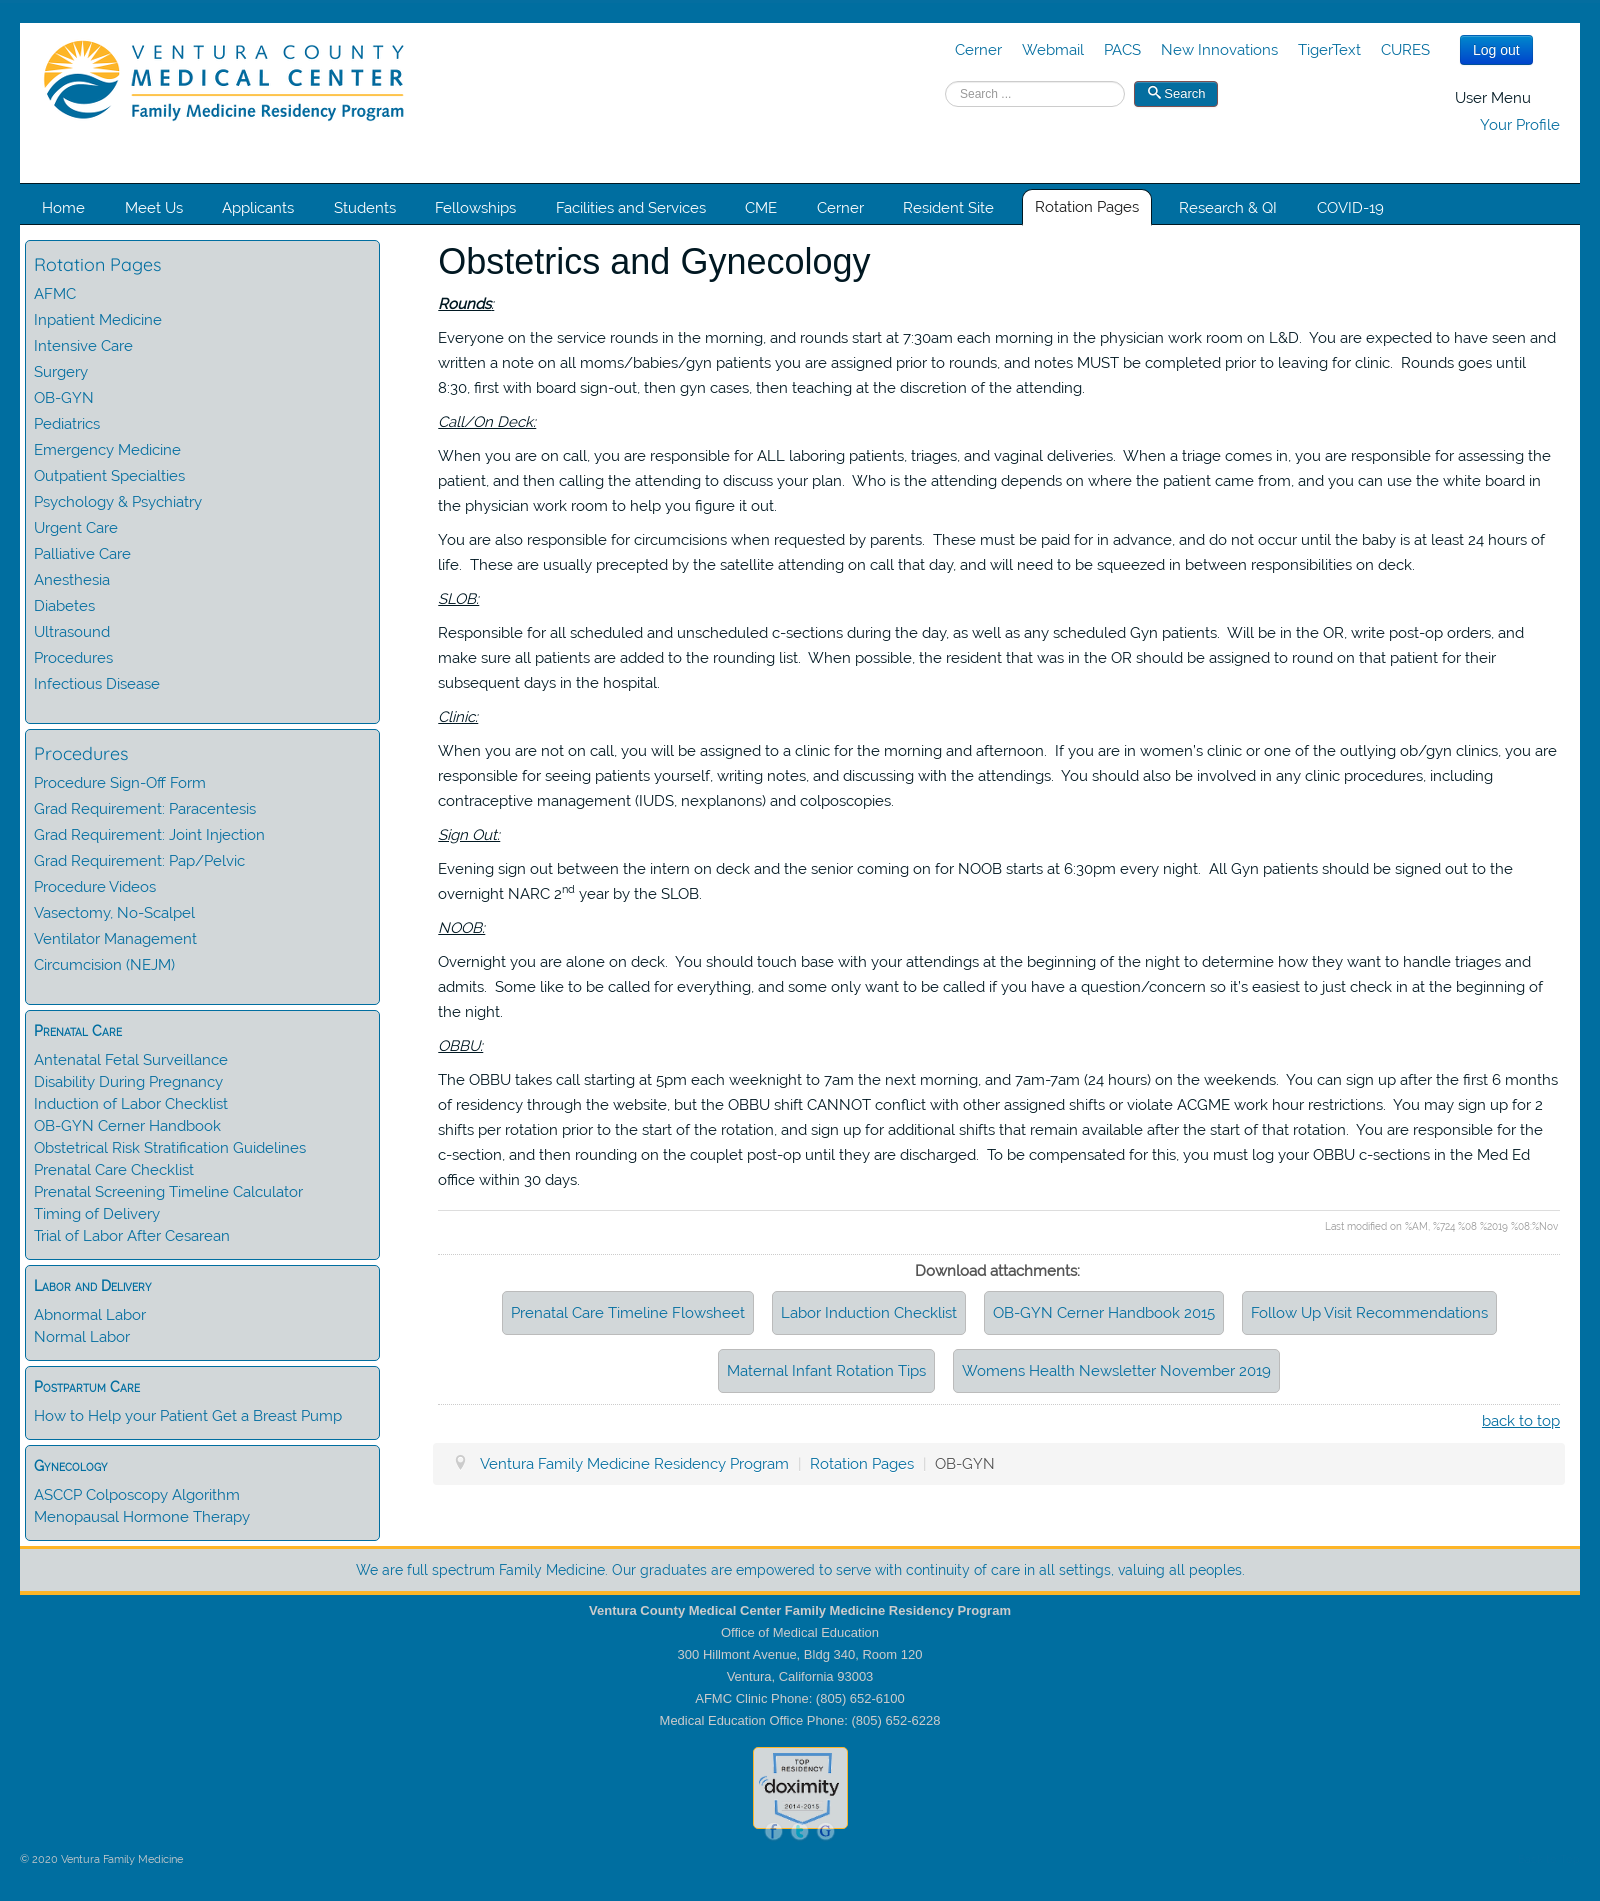 VENTURA COUNTY
MEDICAL CENTER
Family Medicine Residency Program
Cerner Webmail PACS New Innovations TigerText CURES Log out
Search ... Search
User Menu
Your Profile
Home Meet Us Applicants Students Fellowships Facilities and Services CME Cerner Resident Site Rotation Pages Research & QI COVID-19
Rotation Pages
AFMC
Inpatient Medicine
Intensive Care
Surgery
OB-GYN
Pediatrics
Emergency Medicine
Outpatient Specialties
Psychology & Psychiatry
Urgent Care
Palliative Care
Anesthesia
Diabetes
Ultrasound
Procedures
Infectious Disease
Procedures
Procedure Sign-Off Form
Grad Requirement: Paracentesis
Grad Requirement: Joint Injection
Grad Requirement: Pap/Pelvic
Procedure Videos
Vasectomy, No-Scalpel
Ventilator Management
Circumcision (NEJM)
Prenatal Care
Antenatal Fetal Surveillance
Disability During Pregnancy
Induction of Labor Checklist
OB-GYN Cerner Handbook
Obstetrical Risk Stratification Guidelines
Prenatal Care Checklist
Prenatal Screening Timeline Calculator
Timing of Delivery
Trial of Labor After Cesarean
Labor and Delivery
Abnormal Labor
Normal Labor
Postpartum Care
How to Help your Patient Get a Breast Pump
Gynecology
ASCCP Colposcopy Algorithm
Menopausal Hormone Therapy
Obstetrics and Gynecology
Rounds:
Everyone on the service rounds in the morning, and rounds start at 7:30am each morning in the physician work room on L&D. You are expected to have seen and
written a note on all moms/babies/gyn patients you are assigned prior to rounds, and notes MUST be completed prior to leaving for clinic. Rounds goes until
8:30, first with board sign-out, then gyn cases, then teaching at the discretion of the attending.
Call/On Deck:
When you are on call, you are responsible for ALL laboring patients, triages, and vaginal deliveries. When a triage comes in, you are responsible for assessing the
patient, and then calling the attending to discuss your plan. Who is the attending depends on where the patient came from, and you can use the white board in
the physician work room to help you figure it out.
You are also responsible for circumcisions when requested by parents. These must be paid for in advance, and do not occur until the baby is at least 24 hours of
life. These are usually precepted by the satellite attending on call that day, and will need to be squeezed in between responsibilities on deck.
SLOB:
Responsible for all scheduled and unscheduled c-sections during the day, as well as any scheduled Gyn patients. Will be in the OR, write post-op orders, and
make sure all patients are added to the rounding list. When possible, the resident that was in the OR should be assigned to round on that patient for their
subsequent days in the hospital.
Clinic:
When you are not on call, you will be assigned to a clinic for the morning and afternoon. If you are in women's clinic or one of the outlying ob/gyn clinics, you are
responsible for seeing patients yourself, writing notes, and discussing with the attendings. You should also be involved in any clinic procedures, including
contraceptive management (IUDS, nexplanons) and colposcopies.
Sign Out:
Evening sign out between the intern on deck and the senior coming on for NOOB starts at 6:30pm every night. All Gyn patients should be signed out to the
overnight NARC 2nd year by the SLOB.
NOOB:
Overnight you are alone on deck. You should touch base with your attendings at the beginning of the night to determine how they want to handle triages and
admits. Some like to be called for everything, and some only want to be called if you have a question/concern so it's easiest to just check in at the beginning of
the night.
OBBU:
The OBBU takes call starting at 5pm each weeknight to 7am the next morning, and 7am-7am (24 hours) on the weekends. You can sign up after the first 6 months
of residency through the website, but the OBBU shift CANNOT conflict with other assigned shifts or violate ACGME work hour restrictions. You may sign up for 2
shifts per rotation prior to the start of the rotation, and sign up for additional shifts that remain available after the start of that rotation. You are responsible for the
c-section, and then rounding on the couplet post-op until they are discharged. To be compensated for this, you must log your OBBU c-sections in the Med Ed
office within 30 days.
Last modified on %AM, %724 %08 %2019 %08:%Nov
Download attachments:
Prenatal Care Timeline Flowsheet Labor Induction Checklist OB-GYN Cerner Handbook 2015 Follow Up Visit Recommendations
Maternal Infant Rotation Tips Womens Health Newsletter November 2019
back to top
Ventura Family Medicine Residency Program | Rotation Pages | OB-GYN
We are full spectrum Family Medicine. Our graduates are empowered to serve with continuity of care in all settings, valuing all peoples.
Ventura County Medical Center Family Medicine Residency Program
Office of Medical Education
300 Hillmont Avenue, Bldg 340, Room 120
Ventura, California 93003
AFMC Clinic Phone: (805) 652-6100
Medical Education Office Phone: (805) 652-6228
TOP
RESIDENCY
doximity
2014-2015
f t G
© 2020 Ventura Family Medicine